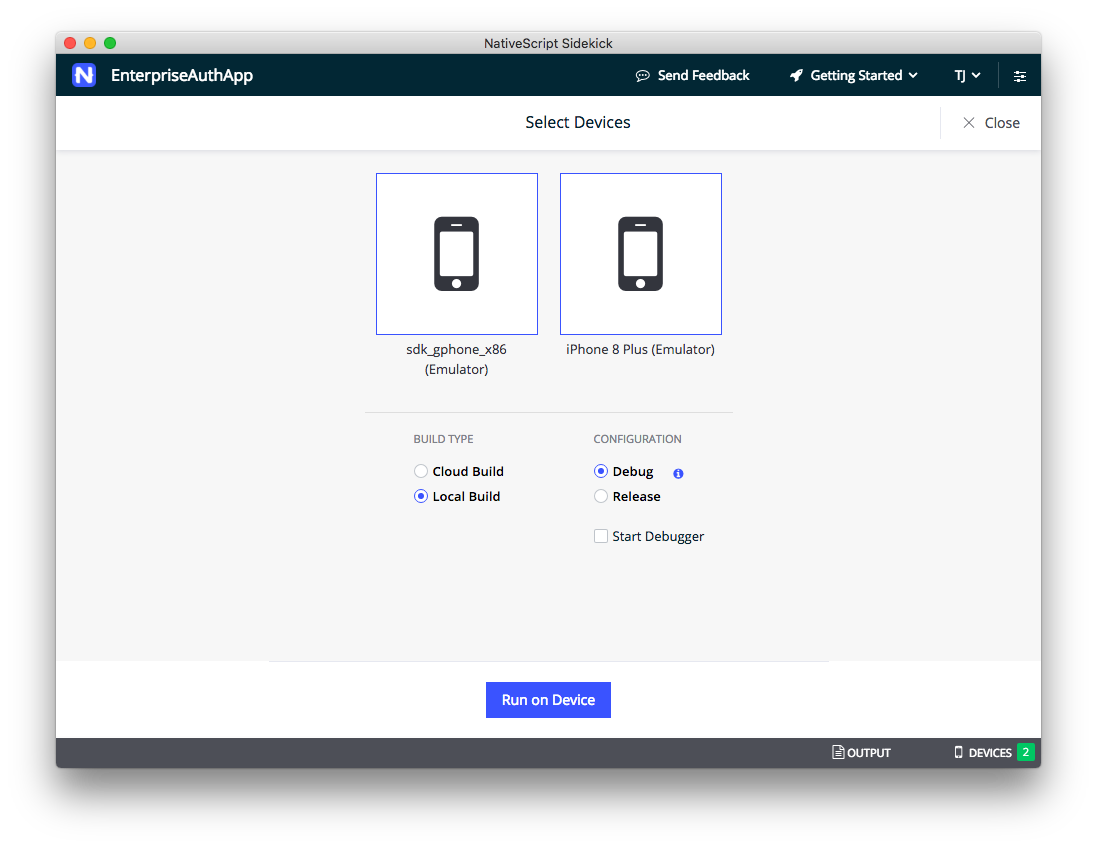 NativeScript Sidekick
N EnterpriseAuthApp Send Feedback Getting Started TJ
Select Devices Close
sdk_gphone_x86
(Emulator)
iPhone 8 Plus (Emulator)
BUILD TYPE
Cloud Build
Local Build
CONFIGURATION
Debug i
Release
Start Debugger
Run on Device
OUTPUT DEVICES 2